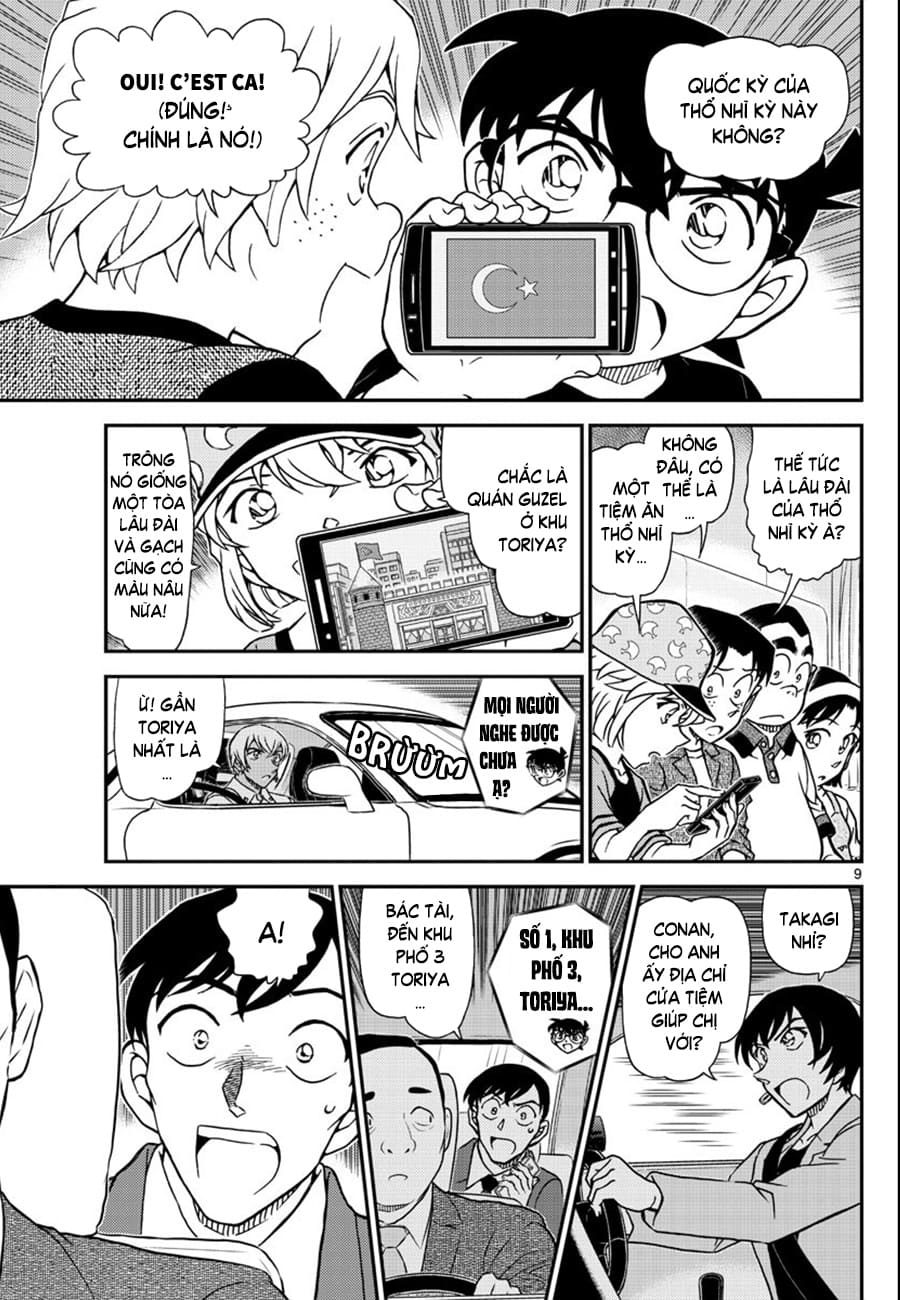 QUỐC KỲ CỦA
THỔ NHĨ KỲ NÀY
KHÔNG?
OUI! C'EST CA!
(ĐÚNG!
CHÍNH LÀ NÓ!)
THẾ TỨC
LÀ LÂU ĐÀI
CỦA THỔ
NHĨ KỲ À?
KHÔNG
ĐÂU, CÓ
THỂ LÀ
...
MỘT
TIỆM ĂN
THỔ NHĨ
KỲ...
CHẮC LÀ
QUÁN GUZEL
Ở KHU
TORIYA?
TRÔNG
NÓ GIỐNG
MỘT TÒA
LÂU ĐÀI
VÀ GẠCH
CŨNG CÓ
MÀU NÂU
NỮA!
MỌI NGƯỜI
NGHE ĐƯỢC
CHƯA
Ạ?
BRỪỪM
Ừ! GẦN
TORIYA
NHẤT LÀ
...
9
TAKAGI
NHỈ?
CONAN,
CHO ANH
ẤY ĐỊA CHỈ
CỬA TIỆM
GIÚP CHỊ
VỚI?
SỐ 1, KHU
PHỐ 3,
TORIYA...
BÁC TÀI,
ĐẾN KHU
PHỐ 3
TORIYA
...
A!